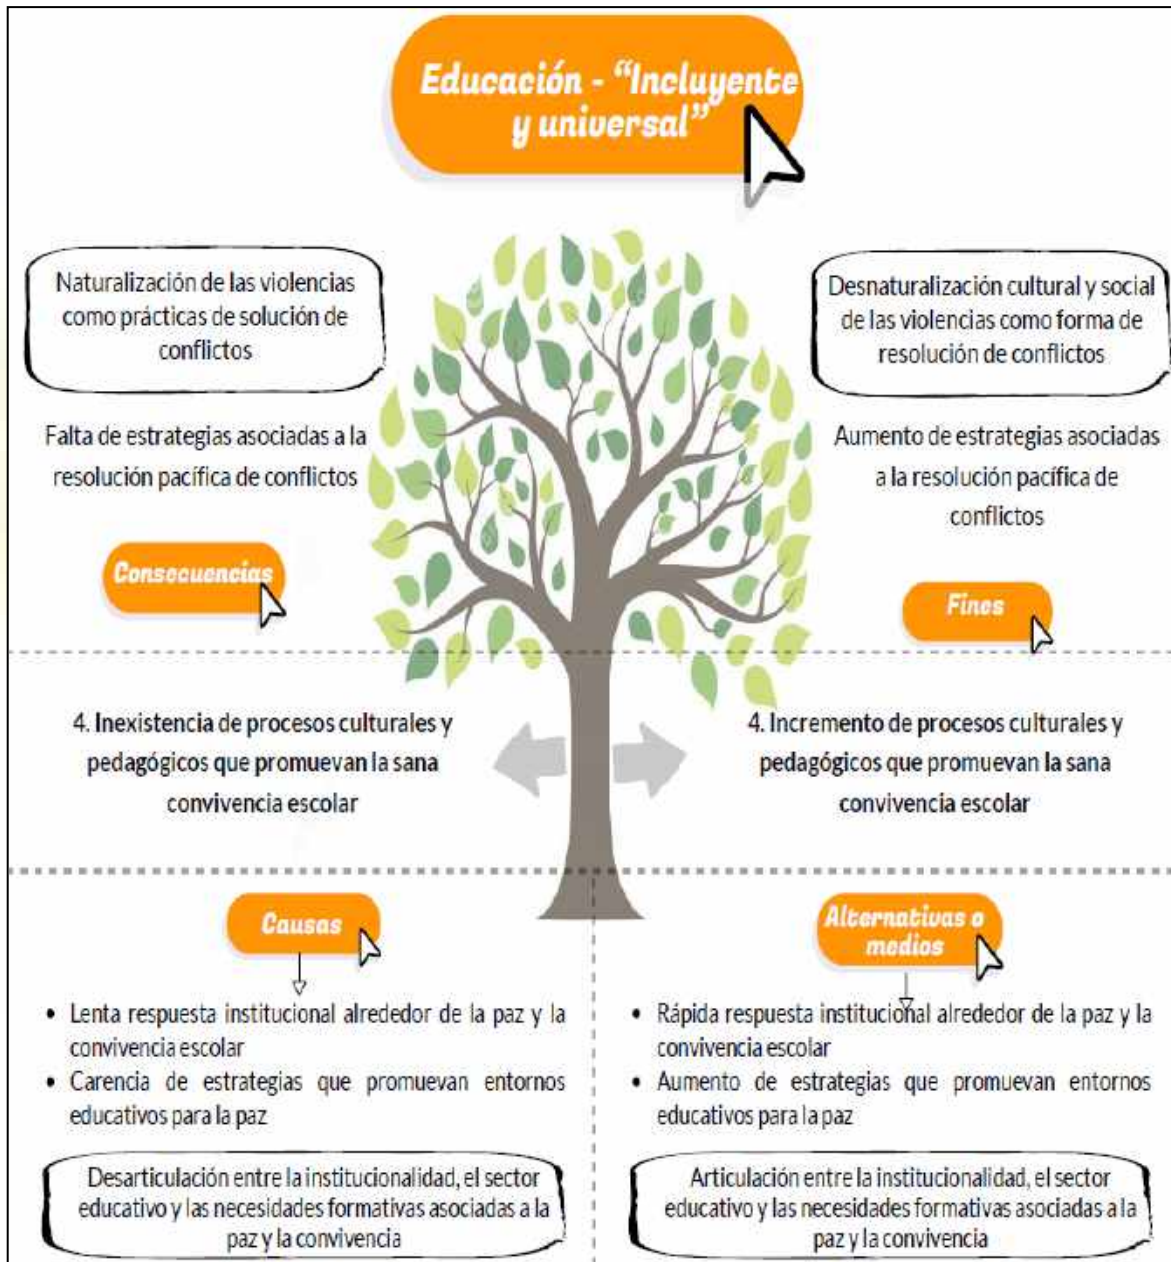 Educación - “Incluyente
y universal”
Naturalización de las violencias
como prácticas de solución de
conflictos
Falta de estrategias asociadas a la
resolución pacífica de conflictos
Consecuencias
Desnaturalización cultural y social
de las violencias como forma de
resolución de conflictos
Aumento de estrategias asociadas
a la resolución pacífica de
conflictos
Fines
4. Inexistencia de procesos culturales y
pedagógicos que promuevan la sana
convivencia escolar
4. Incremento de procesos culturales y
pedagógicos que promuevan la sana
convivencia escolar
Causas
• Lenta respuesta institucional alrededor de la paz y la
convivencia escolar
• Carencia de estrategias que promuevan entornos
educativos para la paz
Desarticulación entre la institucionalidad, el sector
educativo y las necesidades formativas asociadas a la
paz y la convivencia
Alternativas o
medios
• Rápida respuesta institucional alrededor de la paz y la
convivencia escolar
• Aumento de estrategias que promuevan entornos
educativos para la paz
Articulación entre la institucionalidad, el sector
educativo y las necesidades formativas asociadas a la
paz y la convivencia